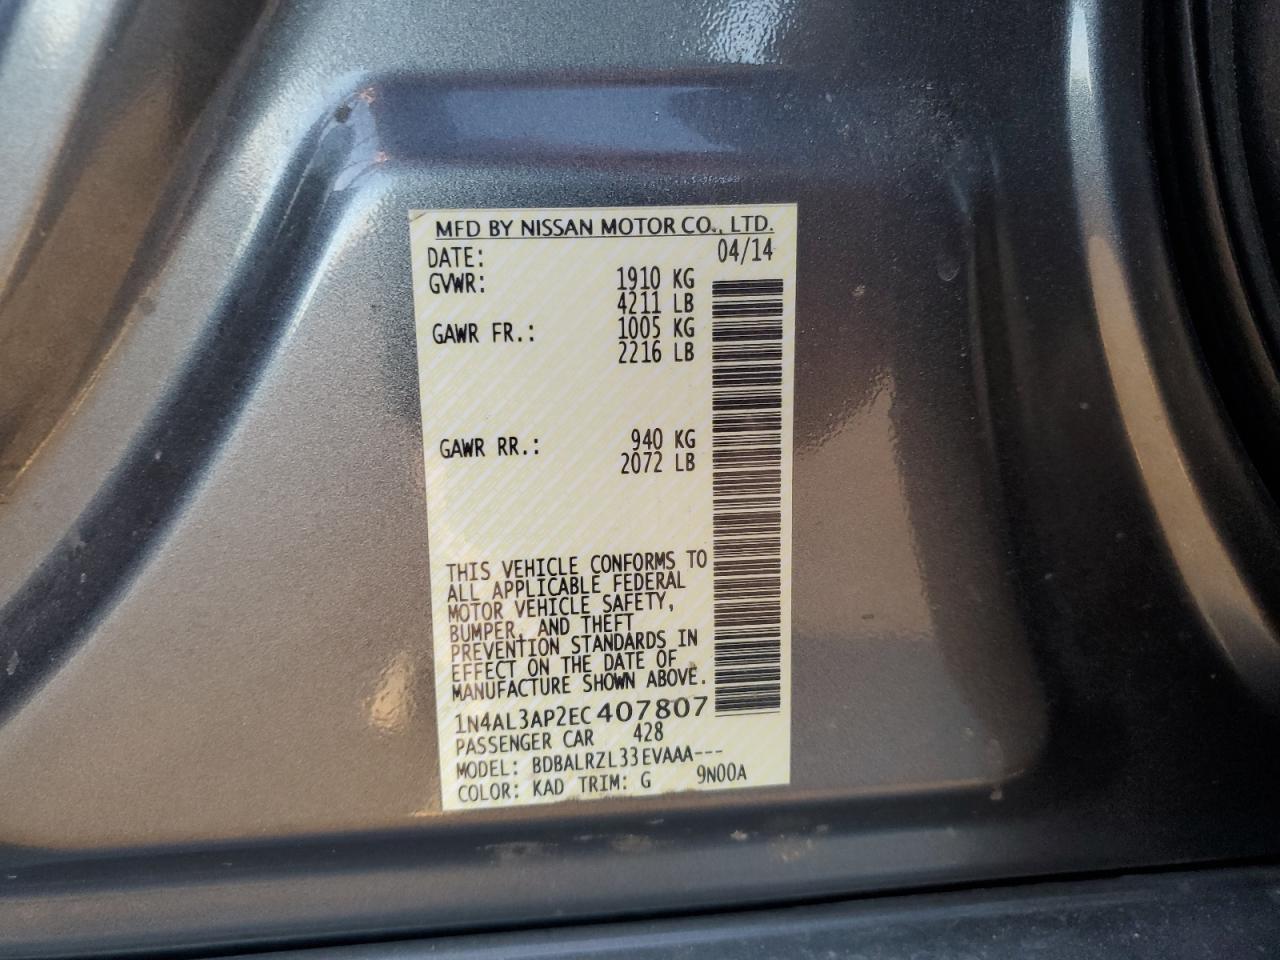 MFD BY NISSAN MOTOR CO., LTD.
DATE: 04/14
GVWR: 1910 KG
4211 LB
GAWR FR.: 1005 KG
2216 LB
GAWR RR.: 940 KG
2072 LB
THIS VEHICLE CONFORMS TO
ALL APPLICABLE FEDERAL
MOTOR VEHICLE SAFETY,
BUMPER, AND THEFT
PREVENTION STANDARDS IN
EFFECT ON THE DATE OF
MANUFACTURE SHOWN ABOVE.
1N4AL3AP2EC407807
PASSENGER CAR 428
MODEL: BDBALRZL33EVAAA---
COLOR: KAD TRIM: G 9N00A